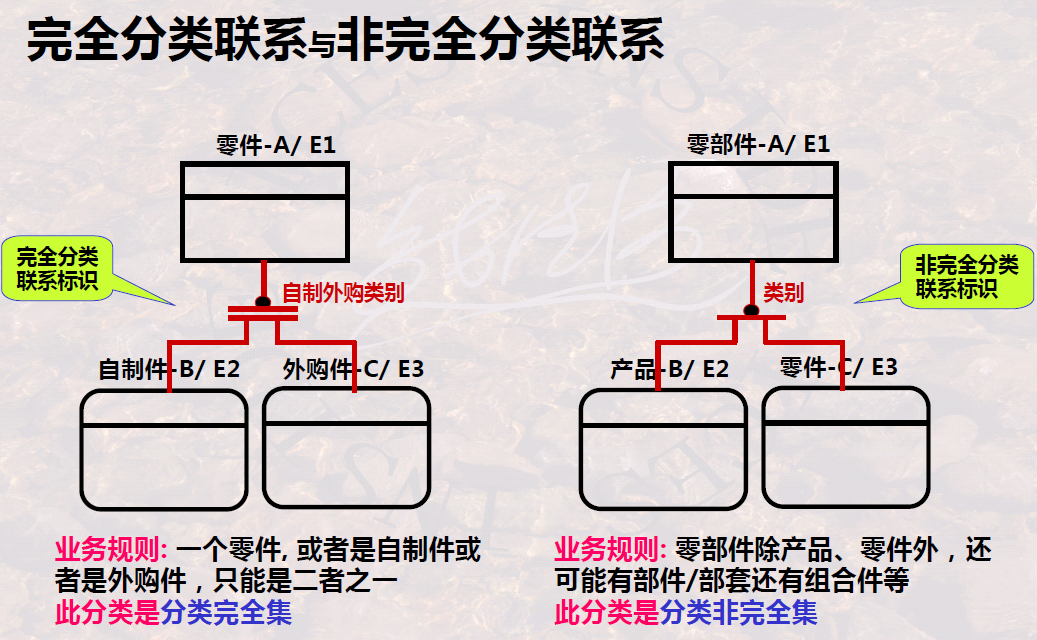 完全分类联系与非完全分类联系
零件-A/ E1
零部件-A/ E1
完全分类
联系标识
自制外购类别
类别
非完全分类
联系标识
自制件-B/ E2
外购件-C/ E3
产品-B/ E2
零件-C/ E3
业务规则: 一个零件, 或者是自制件或
者是外购件，只能是二者之一
此分类是分类完全集
业务规则: 零部件除产品、零件外，还
可能有部件/部套还有组合件等
此分类是分类非完全集